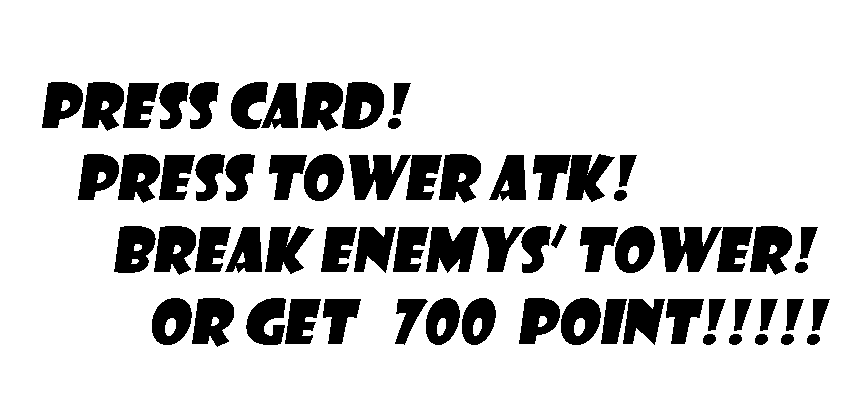 PRESS CARD!
PRESS TOWER ATK!
BREAK ENEMYS' TOWER!
OR GET 700 POINT!!!!!